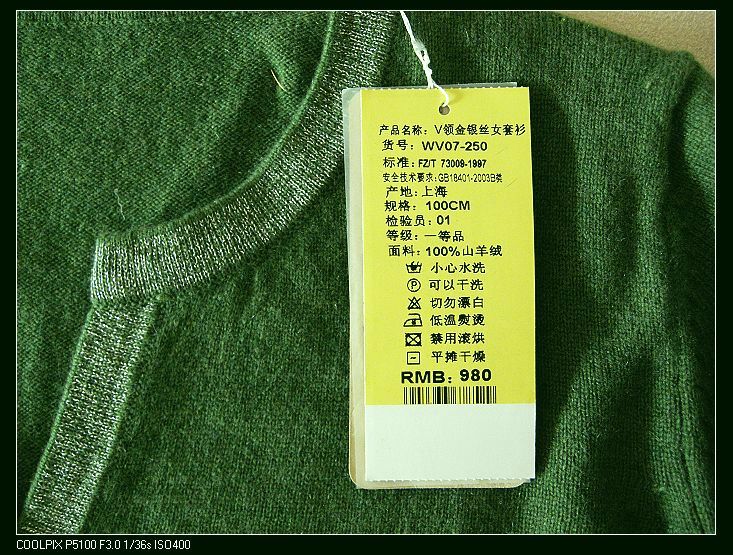 产品名称：V领金银丝女套衫
货号：WV07-250
标准：FZ/T 73009-1997
安全技术要求：GB18401-2003B类
产地：上海
规格：100CM
检验员：01
等级：一等品
面料：100%山羊绒
小心水洗
P 可以干洗
切勿漂白
低温熨烫
禁用滚烘
平摊干燥
RMB：980
COOLPIX P5100 F3.0 1/36s ISO400